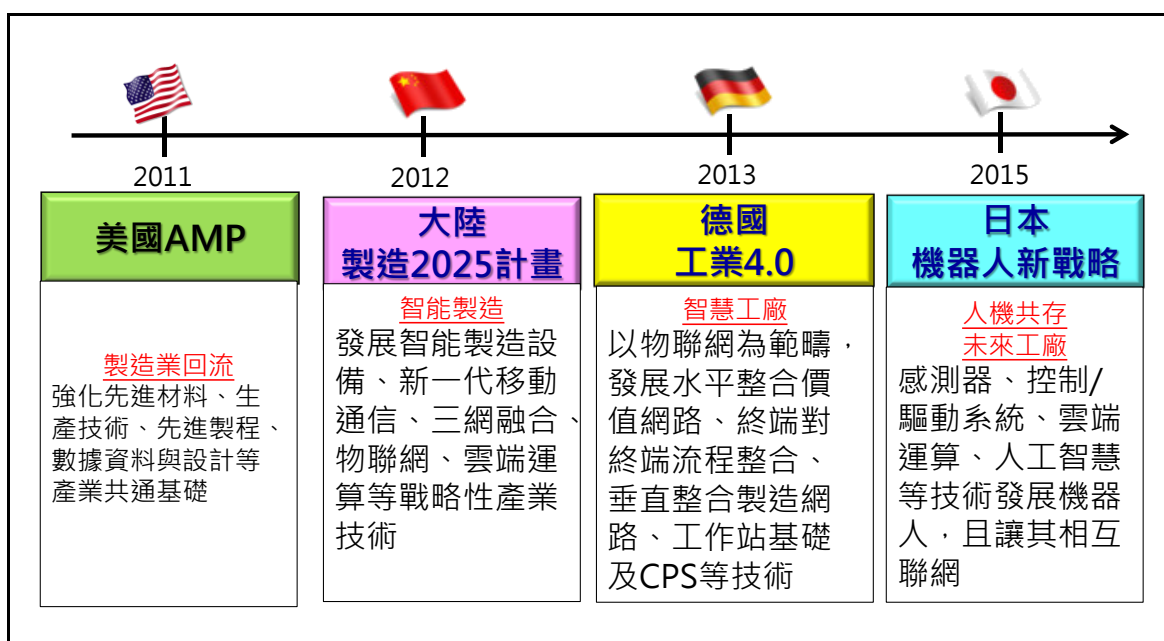 2011
美國AMP
製造業回流
強化先進材料、生
產技術、先進製程、
數據資料與設計等
產業共通基礎
2012
大陸
製造2025計畫
智能製造
發展智能製造設
備、新一代移動
通信、三網融合、
物聯網、雲端運
算等戰略性產業
技術
2013
德國
工業4.0
智慧工廠
以物聯網為範疇，
發展水平整合價
值網路、終端對
終端流程整合、
垂直整合製造網
路、工作站基礎
及CPS等技術
2015
日本
機器人新戰略
人機共存
未來工廠
感測器、控制/
驅動系統、雲端
運算、人工智慧
等技術發展機器
人，且讓其相互
聯網